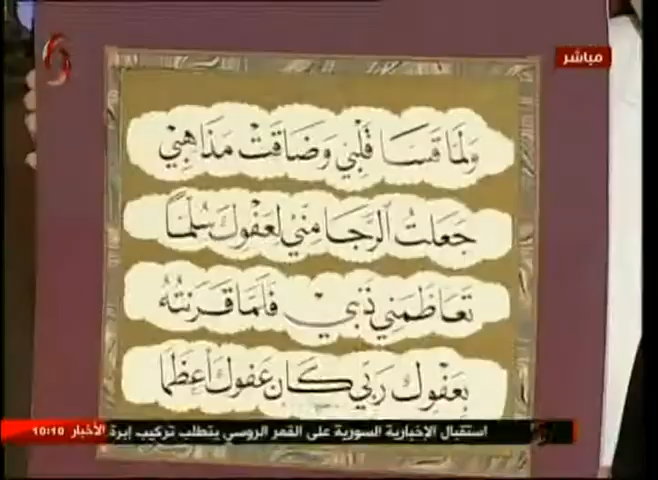 مباشر
ولما قسا قلبي وضاقت مذاهبي
جعلت الرجا مني لعفوك سلما
تعاظمني ذنبي فلما قرنته
بعفوك ربي كان عفوك أعظما
استقبال الإخبارية السورية على القمر الروسي يتطلب تركيب إبرة
الأخبار 10:10